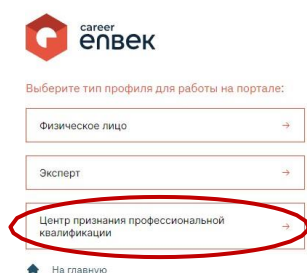 career
enbek
Выберите тип профиля для работы на портале:
Физическое лицо →
Эксперт →
Центр признания профессиональной
квалификации →
На главную